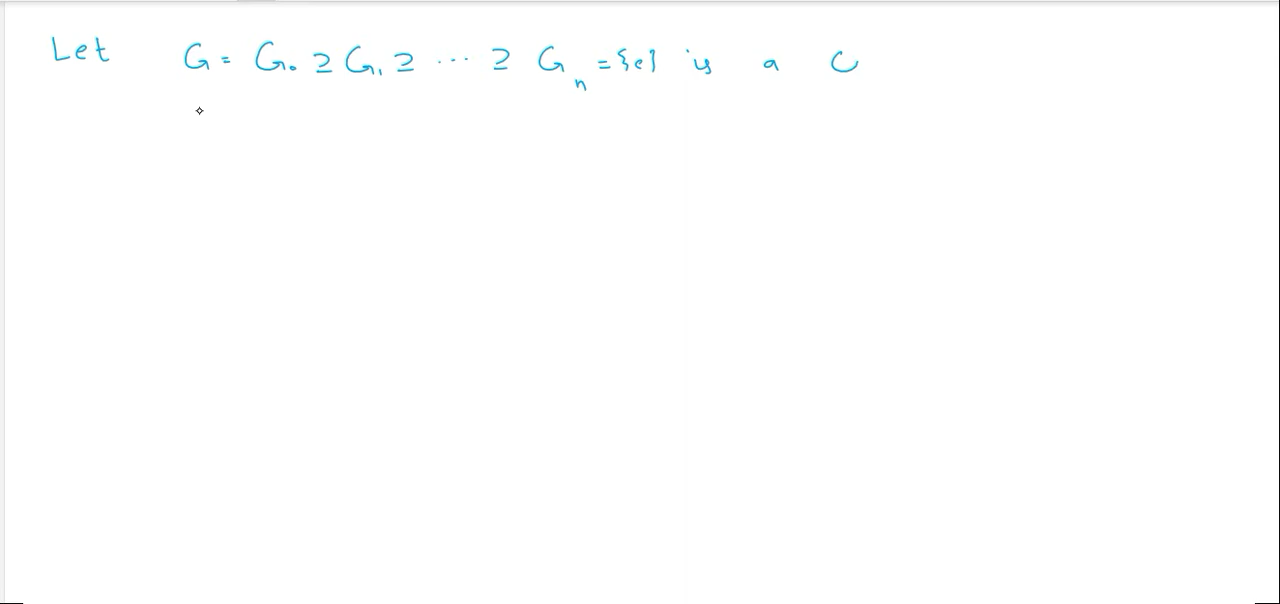 Let G = G₀ ≥ G₁ ≥ ⋯ ≥ Gₙ = {e} is a C